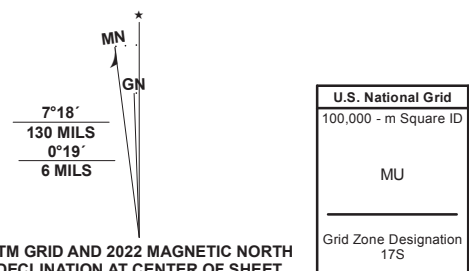 ★
MN
GN
7°18´
130 MILS
0°19´
6 MILS
TM GRID AND 2022 MAGNETIC NORTH
DECLINATION AT CENTER OF SHEET
U.S. National Grid
100,000 - m Square ID
MU
Grid Zone Designation
17S